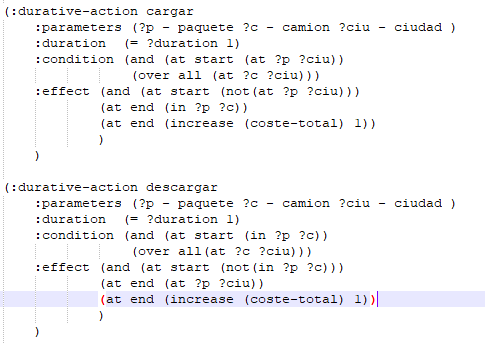 (:durative-action cargar
:parameters (?p - paquete ?c - camion ?ciu - ciudad )
:duration (= ?duration 1)
:condition (and (at start (at ?p ?ciu))
(over all (at ?c ?ciu)))
:effect (and (at start (not(at ?p ?ciu)))
(at end (in ?p ?c))
(at end (increase (coste-total) 1))
)
)
(:durative-action descargar
:parameters (?p - paquete ?c - camion ?ciu - ciudad )
:duration (= ?duration 1)
:condition (and (at start (in ?p ?c))
(over all(at ?c ?ciu)))
:effect (and (at start (not(in ?p ?c)))
(at end (at ?p ?ciu))
(at end (increase (coste-total) 1))
)
)